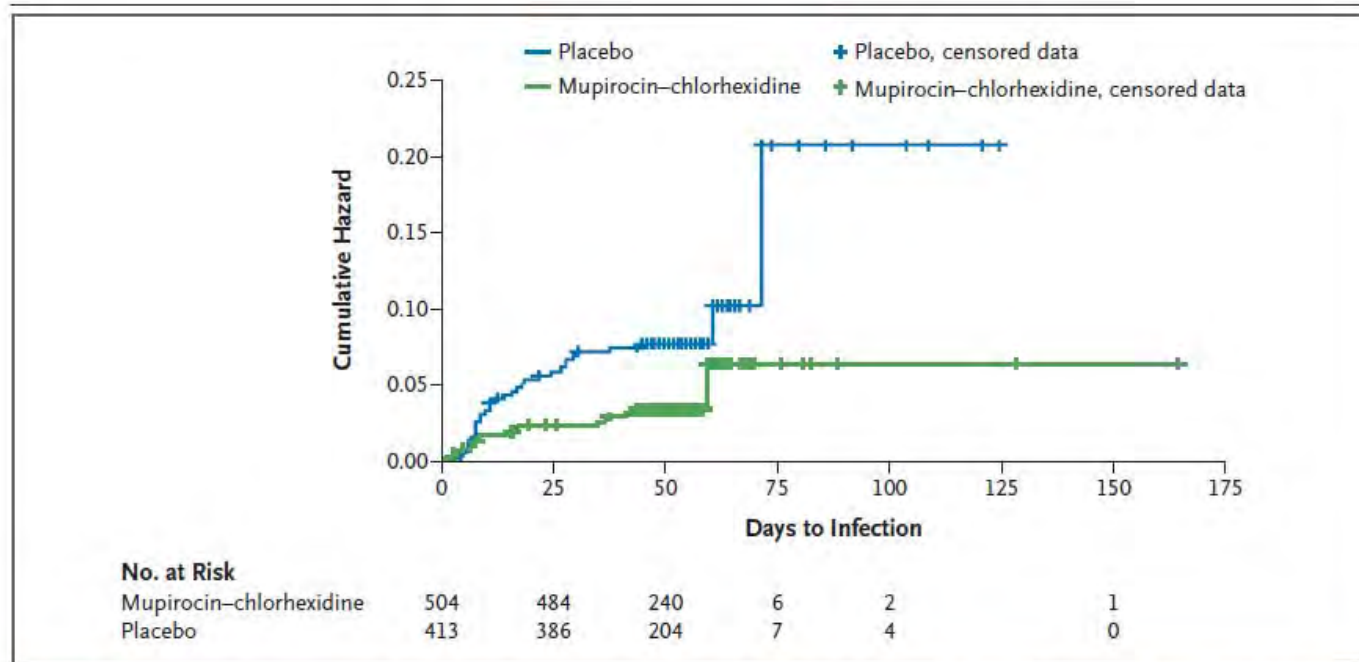 Placebo
Placebo, censored data
Mupirocin–chlorhexidine
Mupirocin–chlorhexidine, censored data
0.25
0.20
0.15
0.10
0.05
0.00
Cumulative Hazard
0 25 50 75 100 125 150 175
Days to Infection
No. at Risk
Mupirocin–chlorhexidine 504 484 240 6 2 1
Placebo 413 386 204 7 4 0